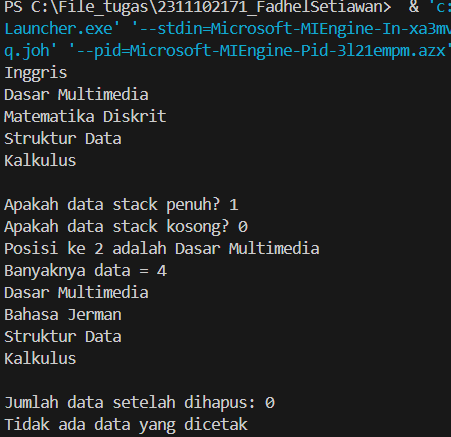 PS C:\File_tugas\2311102171_FadhelSetiawan>  & 'c:
Launcher.exe' '--stdin=Microsoft-MIEngine-In-xa3mv
q.joh' '--pid=Microsoft-MIEngine-Pid-3l21empm.azx'
Inggris
Dasar Multimedia
Matematika Diskrit
Struktur Data
Kalkulus

Apakah data stack penuh? 1
Apakah data stack kosong? 0
Posisi ke 2 adalah Dasar Multimedia
Banyaknya data = 4
Dasar Multimedia
Bahasa Jerman
Struktur Data
Kalkulus

Jumlah data setelah dihapus: 0
Tidak ada data yang dicetak